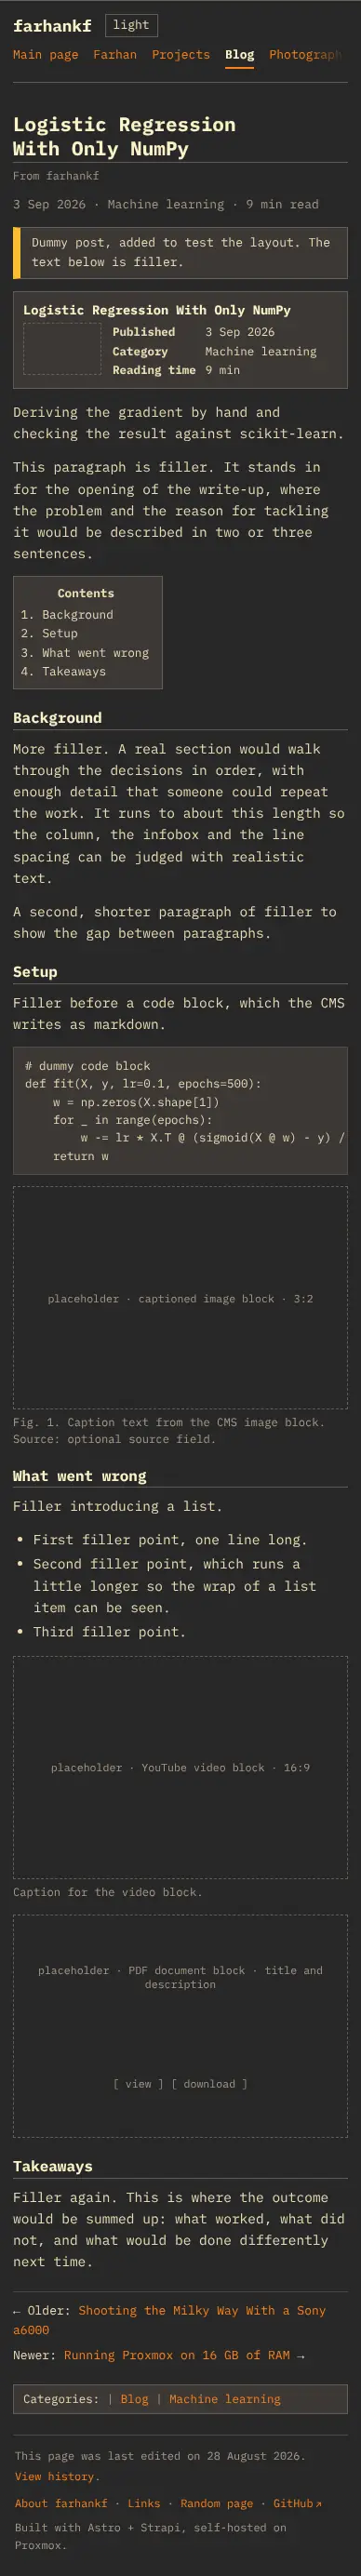 farhankf light
Main page Farhan Projects Blog Photograph
Logistic Regression
With Only NumPy
From farhankf
3 Sep 2026 · Machine learning · 9 min read
Dummy post, added to test the layout. The
text below is filler.
Logistic Regression With Only NumPy
Published 3 Sep 2026
Category Machine learning
Reading time 9 min
Deriving the gradient by hand and
checking the result against scikit-learn.
This paragraph is filler. It stands in
for the opening of the write-up, where
the problem and the reason for tackling
it would be described in two or three
sentences.
Contents
1. Background
2. Setup
3. What went wrong
4. Takeaways
Background
More filler. A real section would walk
through the decisions in order, with
enough detail that someone could repeat
the work. It runs to about this length so
the column, the infobox and the line
spacing can be judged with realistic
text.
A second, shorter paragraph of filler to
show the gap between paragraphs.
Setup
Filler before a code block, which the CMS
writes as markdown.
# dummy code block
def fit(X, y, lr=0.1, epochs=500):
    w = np.zeros(X.shape[1])
    for _ in range(epochs):
        w -= lr * X.T @ (sigmoid(X @ w) - y) /
    return w
placeholder · captioned image block · 3:2
Fig. 1. Caption text from the CMS image block.
Source: optional source field.
What went wrong
Filler introducing a list.
• First filler point, one line long.
• Second filler point, which runs a
little longer so the wrap of a list
item can be seen.
• Third filler point.
placeholder · YouTube video block · 16:9
Caption for the video block.
placeholder · PDF document block · title and
description
[ view ] [ download ]
Takeaways
Filler again. This is where the outcome
would be summed up: what worked, what did
not, and what would be done differently
next time.
← Older: Shooting the Milky Way With a Sony
a6000
Newer: Running Proxmox on 16 GB of RAM →
Categories: | Blog | Machine learning
This page was last edited on 28 August 2026.
View history.
About farhankf · Links · Random page · GitHub↗
Built with Astro + Strapi, self-hosted on
Proxmox.